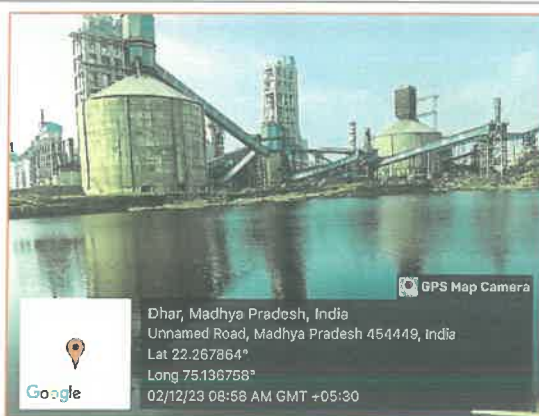 GPS Map Camera
Dhar, Madhya Pradesh, India
Unnamed Road, Madhya Pradesh 454449, India
Lat 22.267864°
Long 75.136758°
02/12/23 08:58 AM GMT +05:30
Google